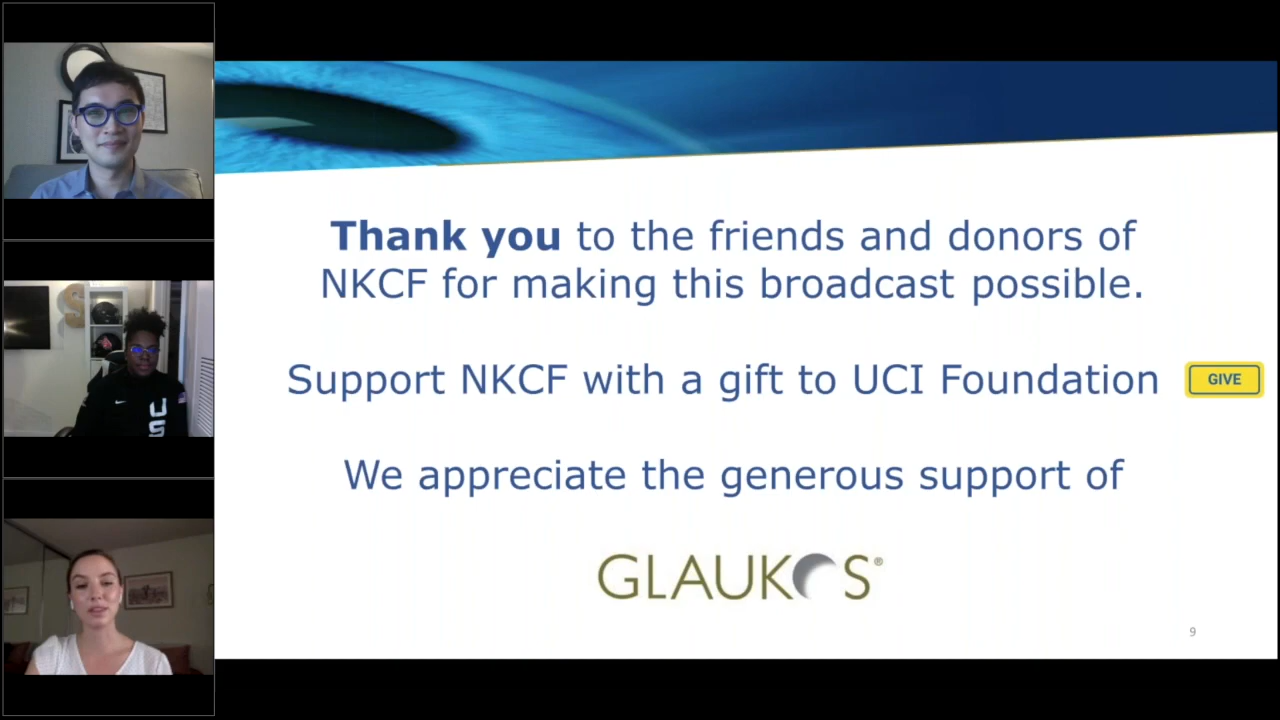 Thank you to the friends and donors of
NKCF for making this broadcast possible.
Support NKCF with a gift to UCI Foundation
GIVE
We appreciate the generous support of
GLAUKOS®
9
S
US